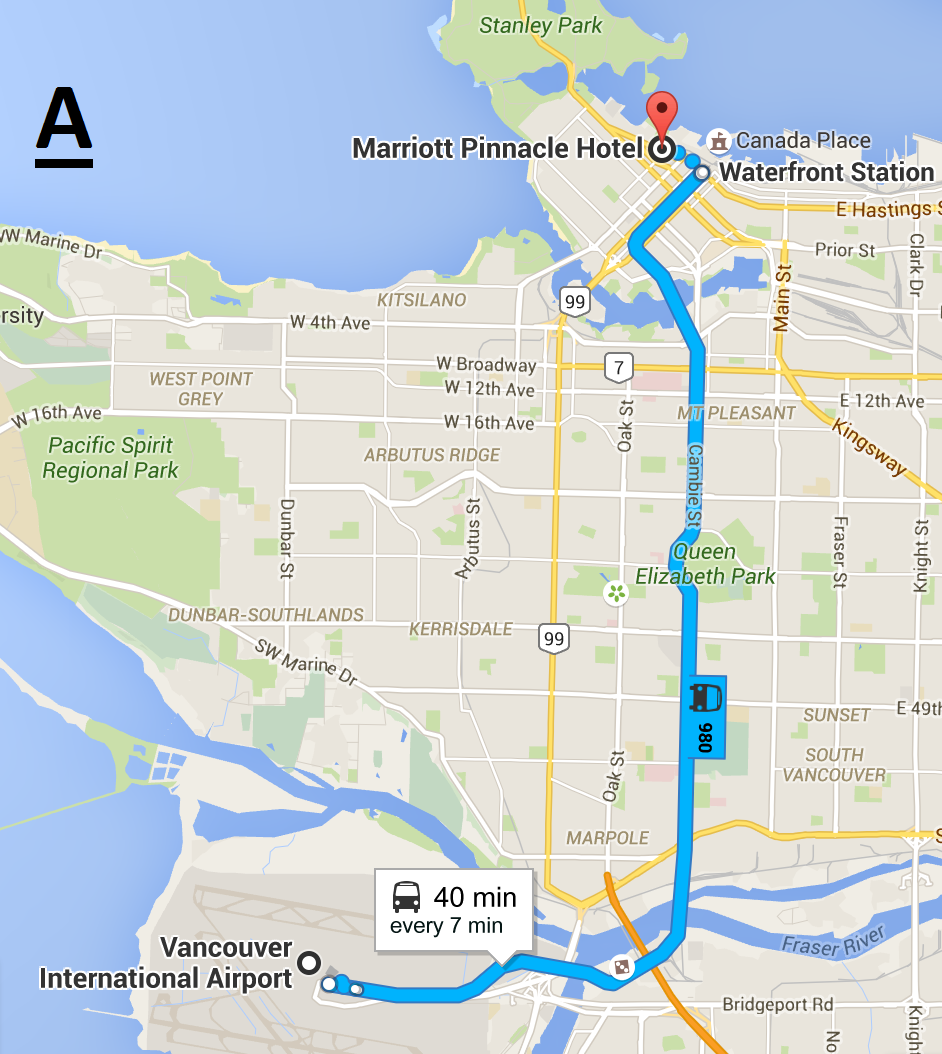 Stanley Park
A
Marriott Pinnacle Hotel
Canada Place
Waterfront Station
E Hastings S
W Marine Dr
Prior St
Clark Dr
Main St
KITSILANO
99
ersity
W 4th Ave
W Broadway
7
WEST POINT
GREY
W 12th Ave
E 12th Ave
W 16th Ave
W 16th Ave
Oak St
MT PLEASANT
Kingsway
Pacific Spirit
Regional Park
ARBUTUS RIDGE
Cambie St
Dunbar St
Arbutus St
Fraser St
Knight St
Queen
Elizabeth Park
DUNBAR-SOUTHLANDS
KERRISDALE
99
SW Marine Dr
980
SUNSET
E 49th
SOUTH
VANCOUVER
Oak St
MARPOLE
S
40 min
every 7 min
Vancouver
International Airport
Fraser River
Bridgeport Rd
No
Knight